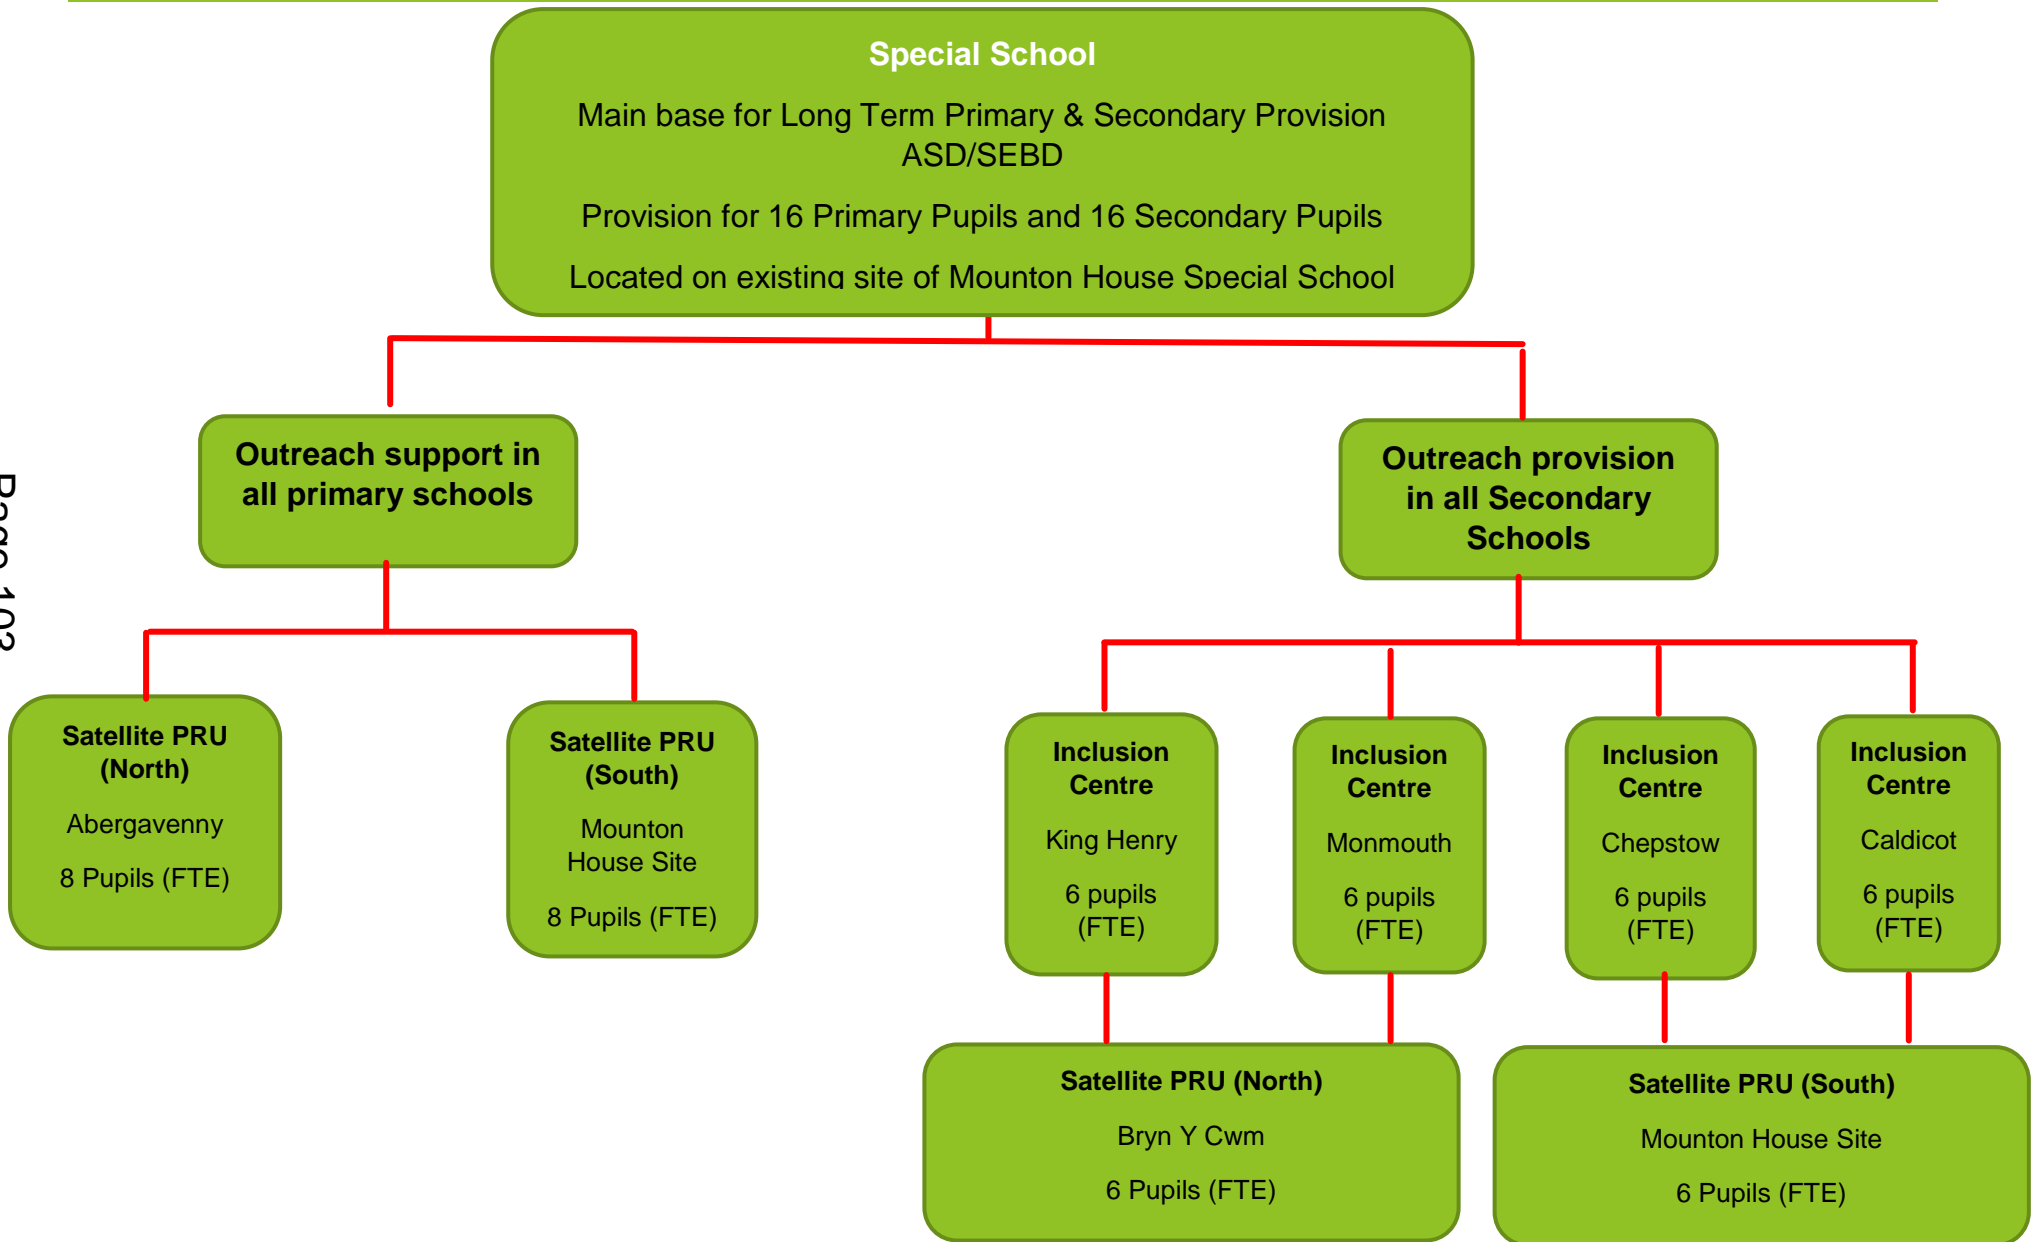 Special School
Main base for Long Term Primary & Secondary Provision
ASD/SEBD
Provision for 16 Primary Pupils and 16 Secondary Pupils
Located on existing site of Mounton House Special School
Outreach support in
all primary schools
Outreach provision
in all Secondary
Schools
Satellite PRU
(North)
Abergavenny
8 Pupils (FTE)
Satellite PRU
(South)
Mounton
House Site
8 Pupils (FTE)
Inclusion
Centre
King Henry
6 pupils
(FTE)
Inclusion
Centre
Monmouth
6 pupils
(FTE)
Inclusion
Centre
Chepstow
6 pupils
(FTE)
Inclusion
Centre
Caldicot
6 pupils
(FTE)
Satellite PRU (North)
Bryn Y Cwm
6 Pupils (FTE)
Satellite PRU (South)
Mounton House Site
6 Pupils (FTE)
Page 103